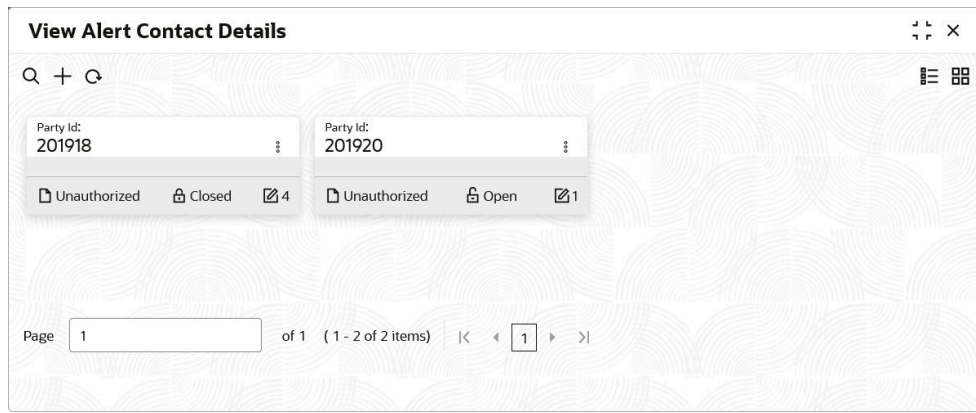 View Alert Contact Details
Party Id: Party Id:
201918 201920
Unauthorized Closed 4 Unauthorized Open 1
Page 1 of 1 ( 1 - 2 of 2 items) 1